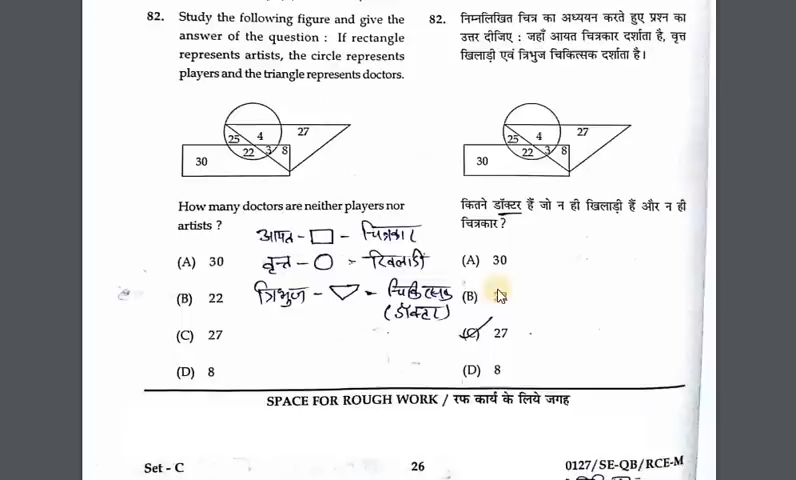 82. Study the following figure and give the
answer of the question : If rectangle
represents artists, the circle represents
players and the triangle represents doctors.
25 4 27
22 3 8
30
How many doctors are neither players nor
artists ?
(A) 30
(B) 22
(C) 27
(D) 8
आयत - □ - चित्रकार
वृत्त - ○ - खिलाडी
त्रिभुज - ▽ - चिकित्सक
(डॉक्टर)
82. निम्नलिखित चित्र का अध्ययन करते हुए प्रश्न का
उत्तर दीजिए : जहाँ आयत चित्रकार दर्शाता है, वृत्त
खिलाड़ी एवं त्रिभुज चिकित्सक दर्शाता है।
25 4 27
22 3 8
30
कितने डॉक्टर हैं जो न ही खिलाड़ी हैं और न ही
चित्रकार ?
(A) 30
(B)
(C) 27
(D) 8
SPACE FOR ROUGH WORK / रफ कार्य के लिये जगह
Set - C 26 0127/SE-QB/RCE-M